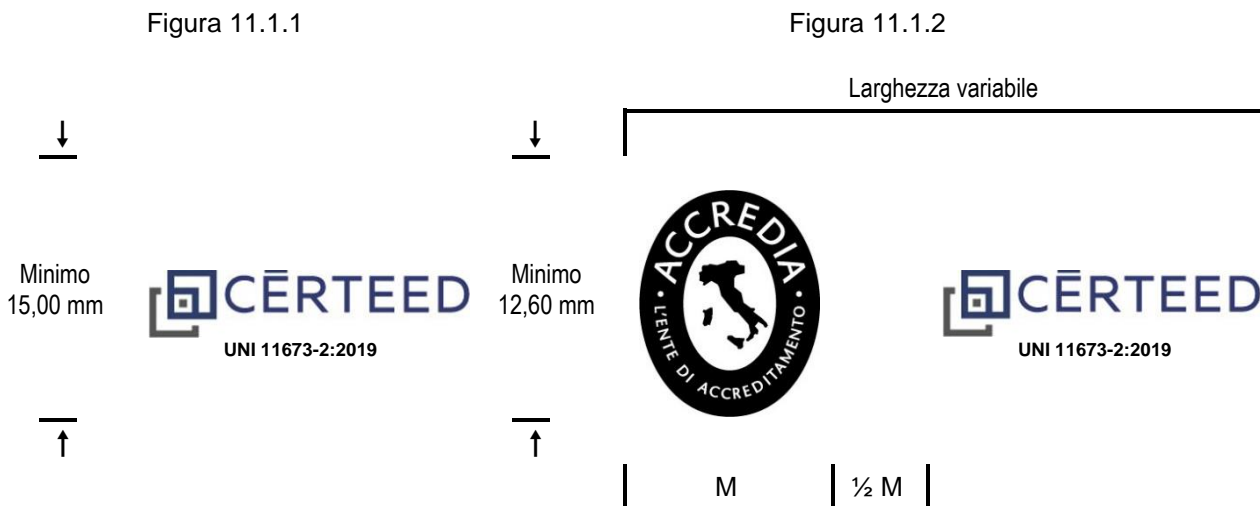 Figura 11.1.1
Figura 11.1.2
Larghezza variabile
Minimo
15,00 mm
CĒRTEED
UNI 11673-2:2019
Minimo
12,60 mm
ACCREDIA
• L'ENTE DI ACCREDITAMENTO •
CĒRTEED
UNI 11673-2:2019
M
½ M